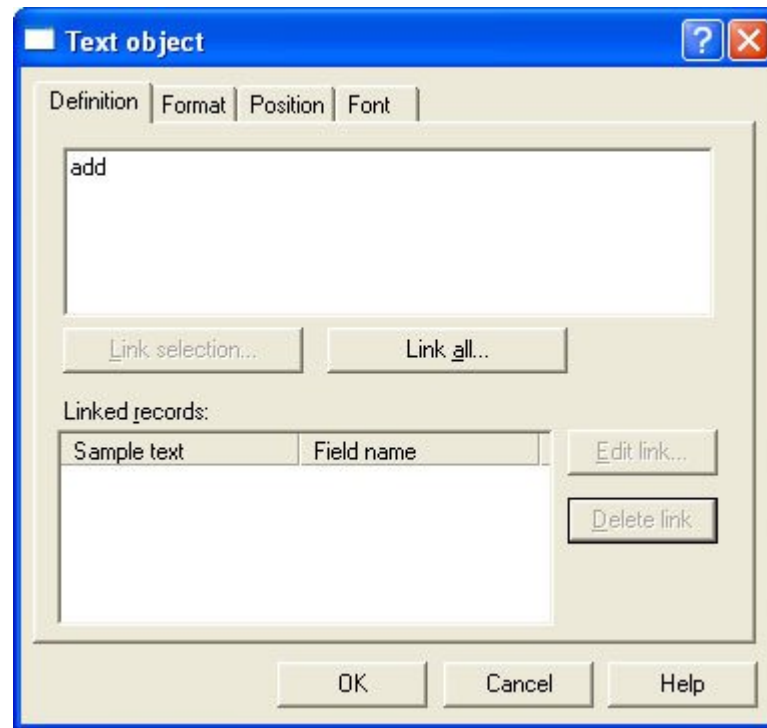 Text object
Definition Format Position Font
add
Link selection... Link all...
Linked records:
Sample text Field name
Edit link...
Delete link
OK Cancel Help